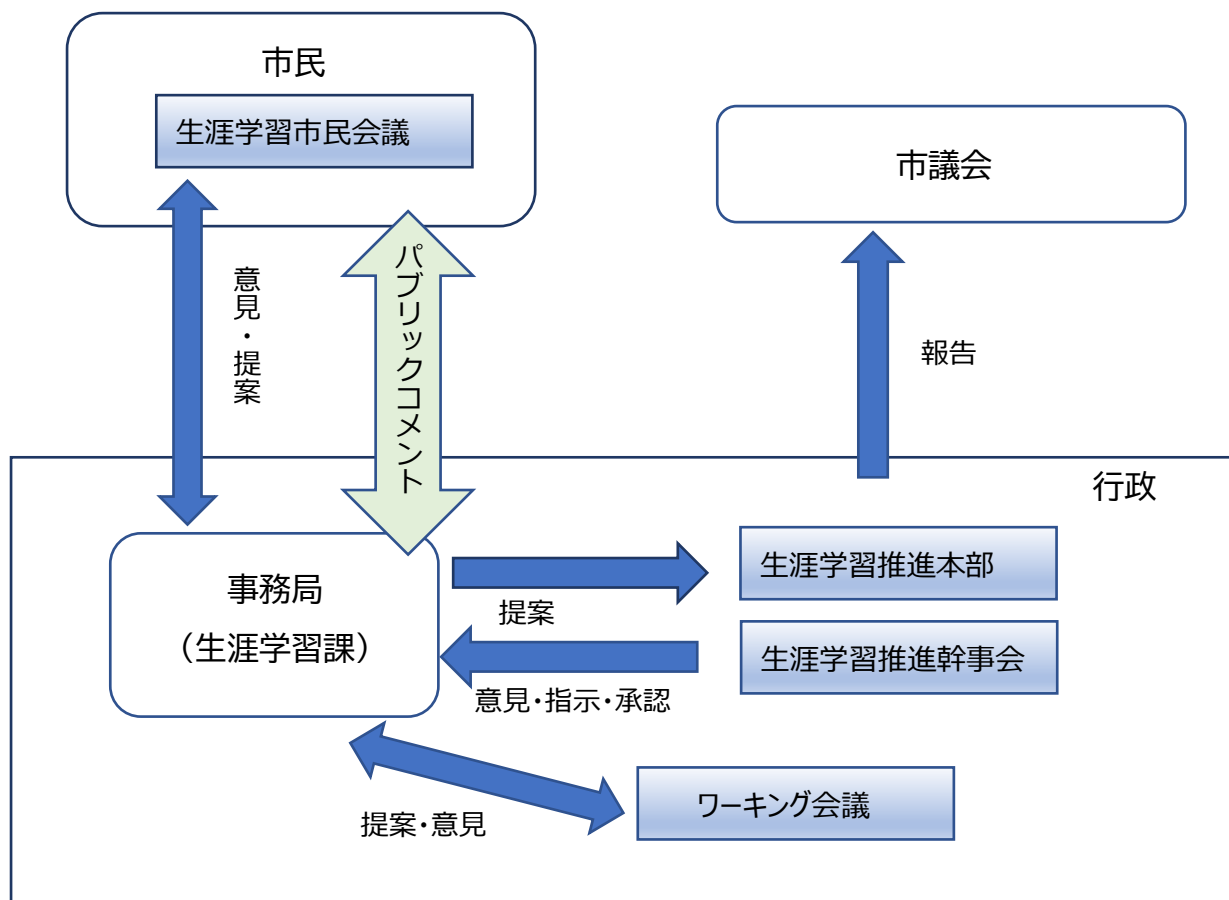 市民
生涯学習市民会議
市議会
意見・提案
パブリックコメント
報告
行政
事務局
（生涯学習課）
提案
生涯学習推進本部
生涯学習推進幹事会
意見・指示・承認
ワーキング会議
提案・意見